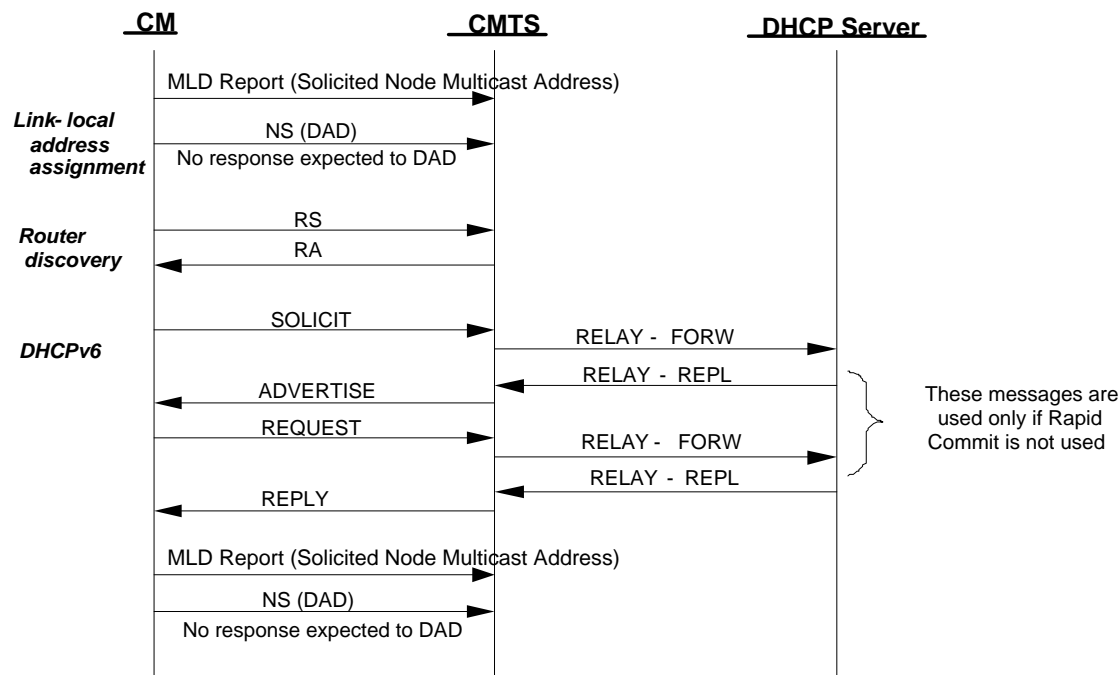 CM
CMTS
DHCP Server
MLD Report (Solicited Node Multicast Address)
Link- local
address
assignment
NS (DAD)
No response expected to DAD
RS
Router
discovery
RA
SOLICIT
DHCPv6
RELAY - FORW
RELAY - REPL
ADVERTISE
These messages are
used only if Rapid
Commit is not used
REQUEST
RELAY - FORW
RELAY - REPL
REPLY
MLD Report (Solicited Node Multicast Address)
NS (DAD)
No response expected to DAD